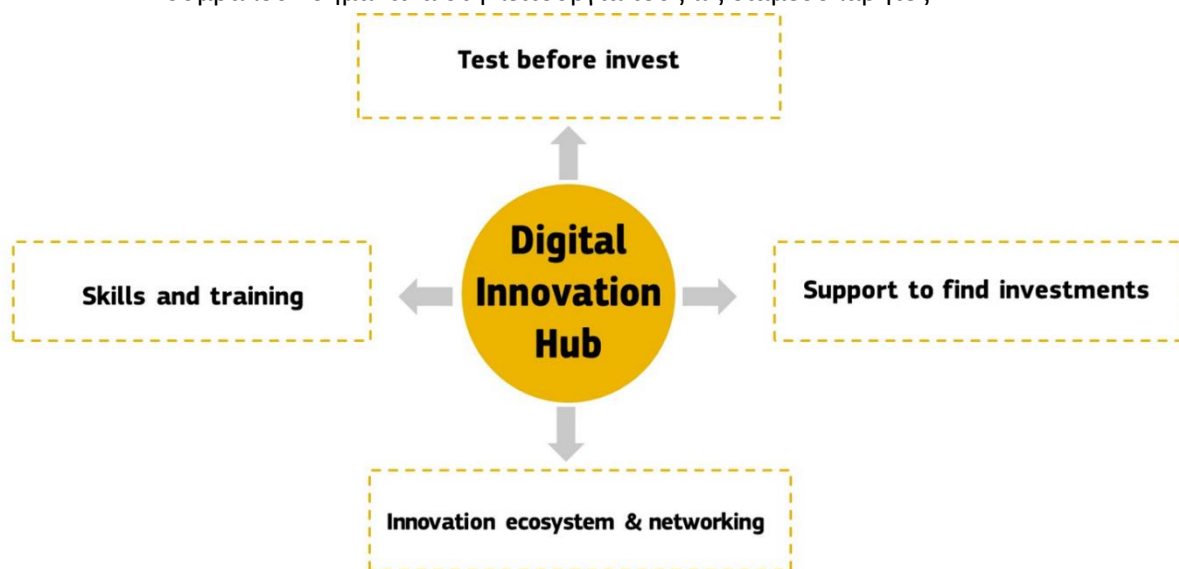 Test before invest
Digital
Innovation
Hub
Skills and training
Support to find investments
Innovation ecosystem & networking